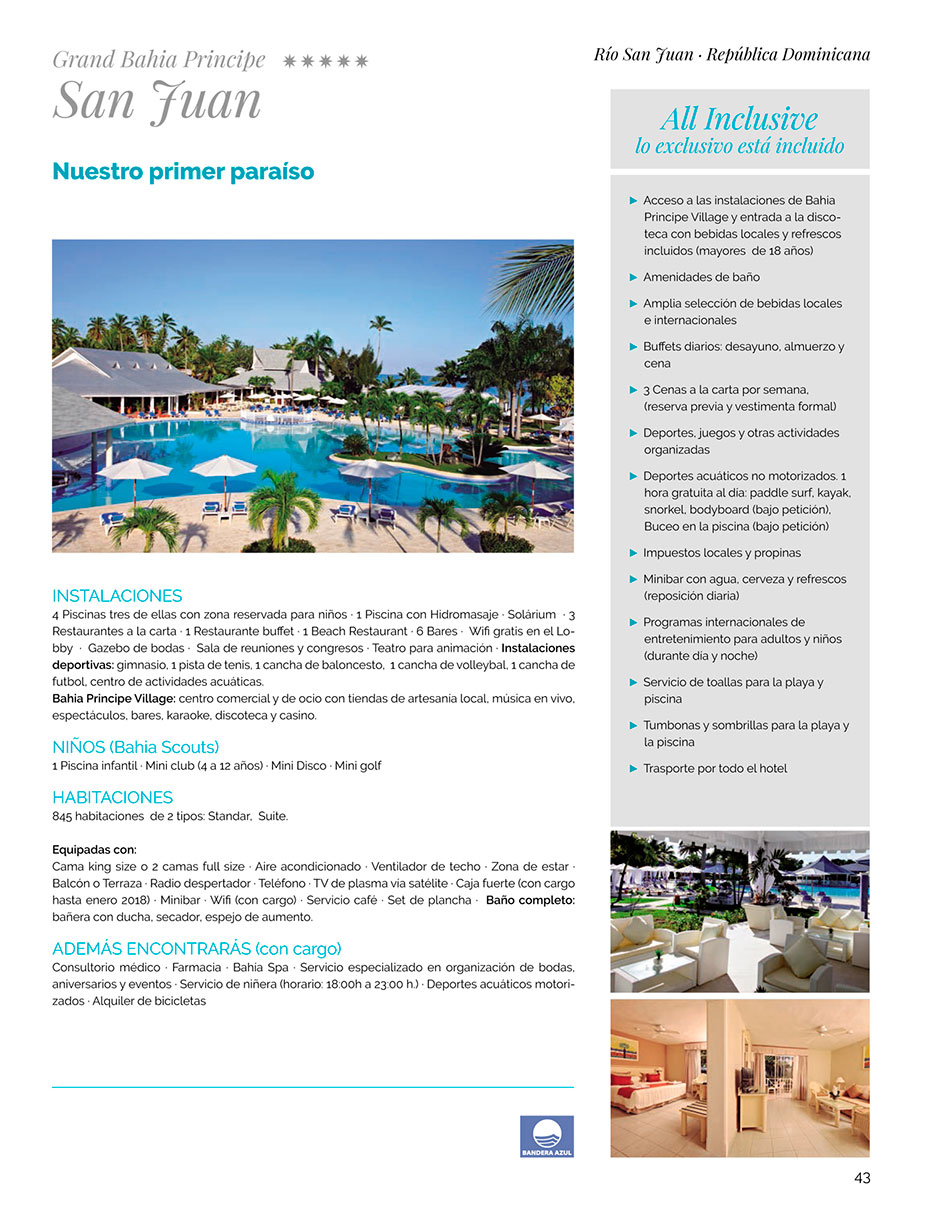 Grand Bahia Principe ✷ ✷ ✷ ✷ ✷
San Juan
Río San Juan · República Dominicana
Nuestro primer paraíso
INSTALACIONES
4 Piscinas tres de ellas con zona reservada para niños · 1 Piscina con Hidromasaje · Solárium · 3
Restaurantes a la carta · 1 Restaurante buffet · 1 Beach Restaurant · 6 Bares · Wifi gratis en el Lo-
bby · Gazebo de bodas · Sala de reuniones y congresos · Teatro para animación · Instalaciones
deportivas: gimnasio, 1 pista de tenis, 1 cancha de baloncesto, 1 cancha de volleybal, 1 cancha de
futbol, centro de actividades acuáticas.
Bahia Principe Village: centro comercial y de ocio con tiendas de artesanía local, música en vivo,
espectáculos, bares, karaoke, discoteca y casino.
NIÑOS (Bahia Scouts)
1 Piscina infantil · Mini club (4 a 12 años) · Mini Disco · Mini golf
HABITACIONES
845 habitaciones de 2 tipos: Standar, Suite.
Equipadas con:
Cama king size o 2 camas full size · Aire acondicionado · Ventilador de techo · Zona de estar ·
Balcón o Terraza · Radio despertador · Teléfono · TV de plasma via satélite · Caja fuerte (con cargo
hasta enero 2018) · Minibar · Wifi (con cargo) · Servicio café · Set de plancha · Baño completo:
bañera con ducha, secador, espejo de aumento.
ADEMÁS ENCONTRARÁS (con cargo)
Consultorio médico · Farmacia · Bahía Spa · Servicio especializado en organización de bodas,
aniversarios y eventos · Servicio de niñera (horario: 18:00h a 23:00 h.) · Deportes acuáticos motori-
zados · Alquiler de bicicletas
BANDERA AZUL
All Inclusive
lo exclusivo está incluido
► Acceso a las instalaciones de Bahia
Principe Village y entrada a la disco-
teca con bebidas locales y refrescos
incluidos (mayores de 18 años)
► Amenidades de baño
► Amplia selección de bebidas locales
e internacionales
► Buffets diarios: desayuno, almuerzo y
cena
► 3 Cenas a la carta por semana,
(reserva previa y vestimenta formal)
► Deportes, juegos y otras actividades
organizadas
► Deportes acuáticos no motorizados. 1
hora gratuita al día: paddle surf, kayak,
snorkel, bodyboard (bajo petición),
Buceo en la piscina (bajo petición)
► Impuestos locales y propinas
► Minibar con agua, cerveza y refrescos
(reposición diaria)
► Programas internacionales de
entretenimiento para adultos y niños
(durante día y noche)
► Servicio de toallas para la playa y
piscina
► Tumbonas y sombrillas para la playa y
la piscina
► Trasporte por todo el hotel
43